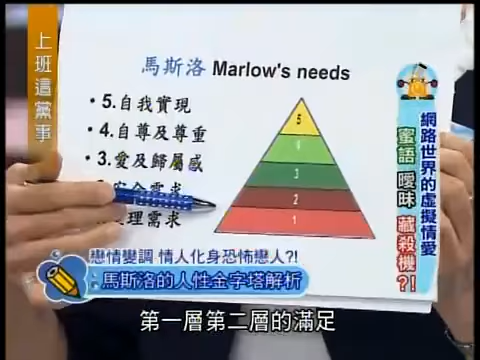 上班這黨事
馬斯洛 Marlow's needs
•5.自我實現
•4.自尊及尊重
•3.愛及歸屬感
安全需求
理需求
5
4
3
2
1
網路世界的虛擬情愛
蜜語 曖昧 藏殺機?!
戀情變調 情人化身恐怖戀人?!
馬斯洛的人性金字塔解析
第一層第二層的滿足